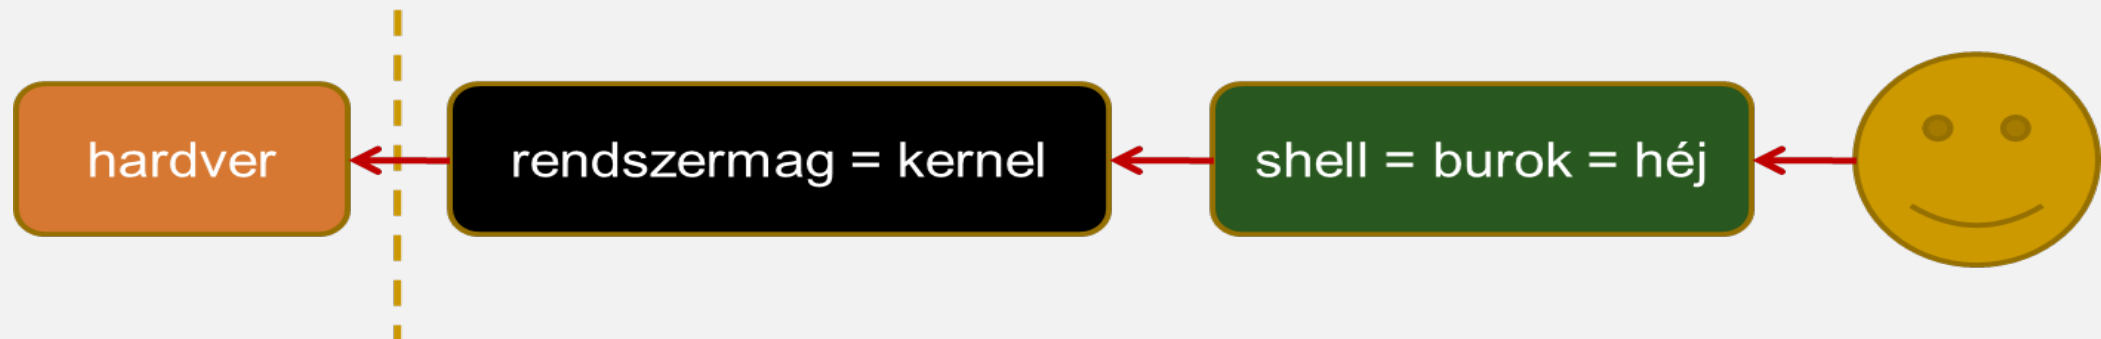 hardver
rendszermag = kernel
shell = burok = héj